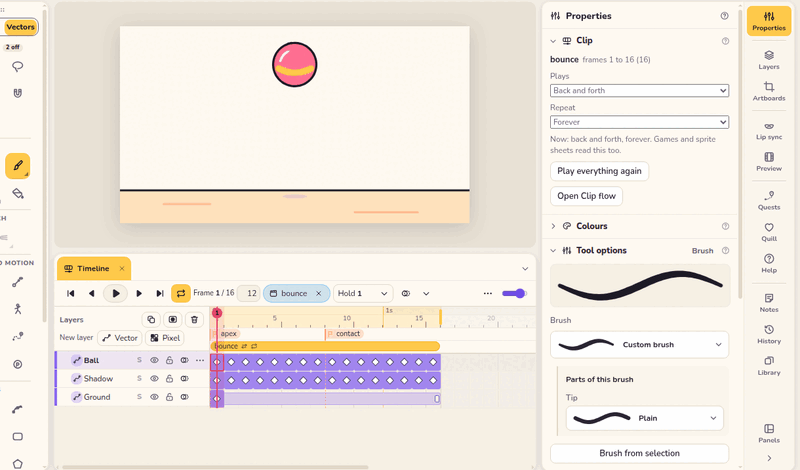 Vectors
2 off
MOTION
Timeline
Frame 1 / 16
12
bounce
Hold 1
Layers
New layer
Vector
Pixel
1
5
10
1s
15
20
apex
contact
bounce
Ball
S
Shadow
S
Ground
S
Properties
Clip
bounce frames 1 to 16 (16)
Plays
Back and forth
Repeat
Forever
Now: back and forth, forever. Games and sprite
sheets read this too.
Play everything again
Open Clip flow
Colours
Tool options
Brush
Brush
Custom brush
Parts of this brush
Tip
Plain
Brush from selection
Properties
Layers
Artboards
Lip sync
Preview
Quests
Quill
Help
Notes
History
Library
Panels